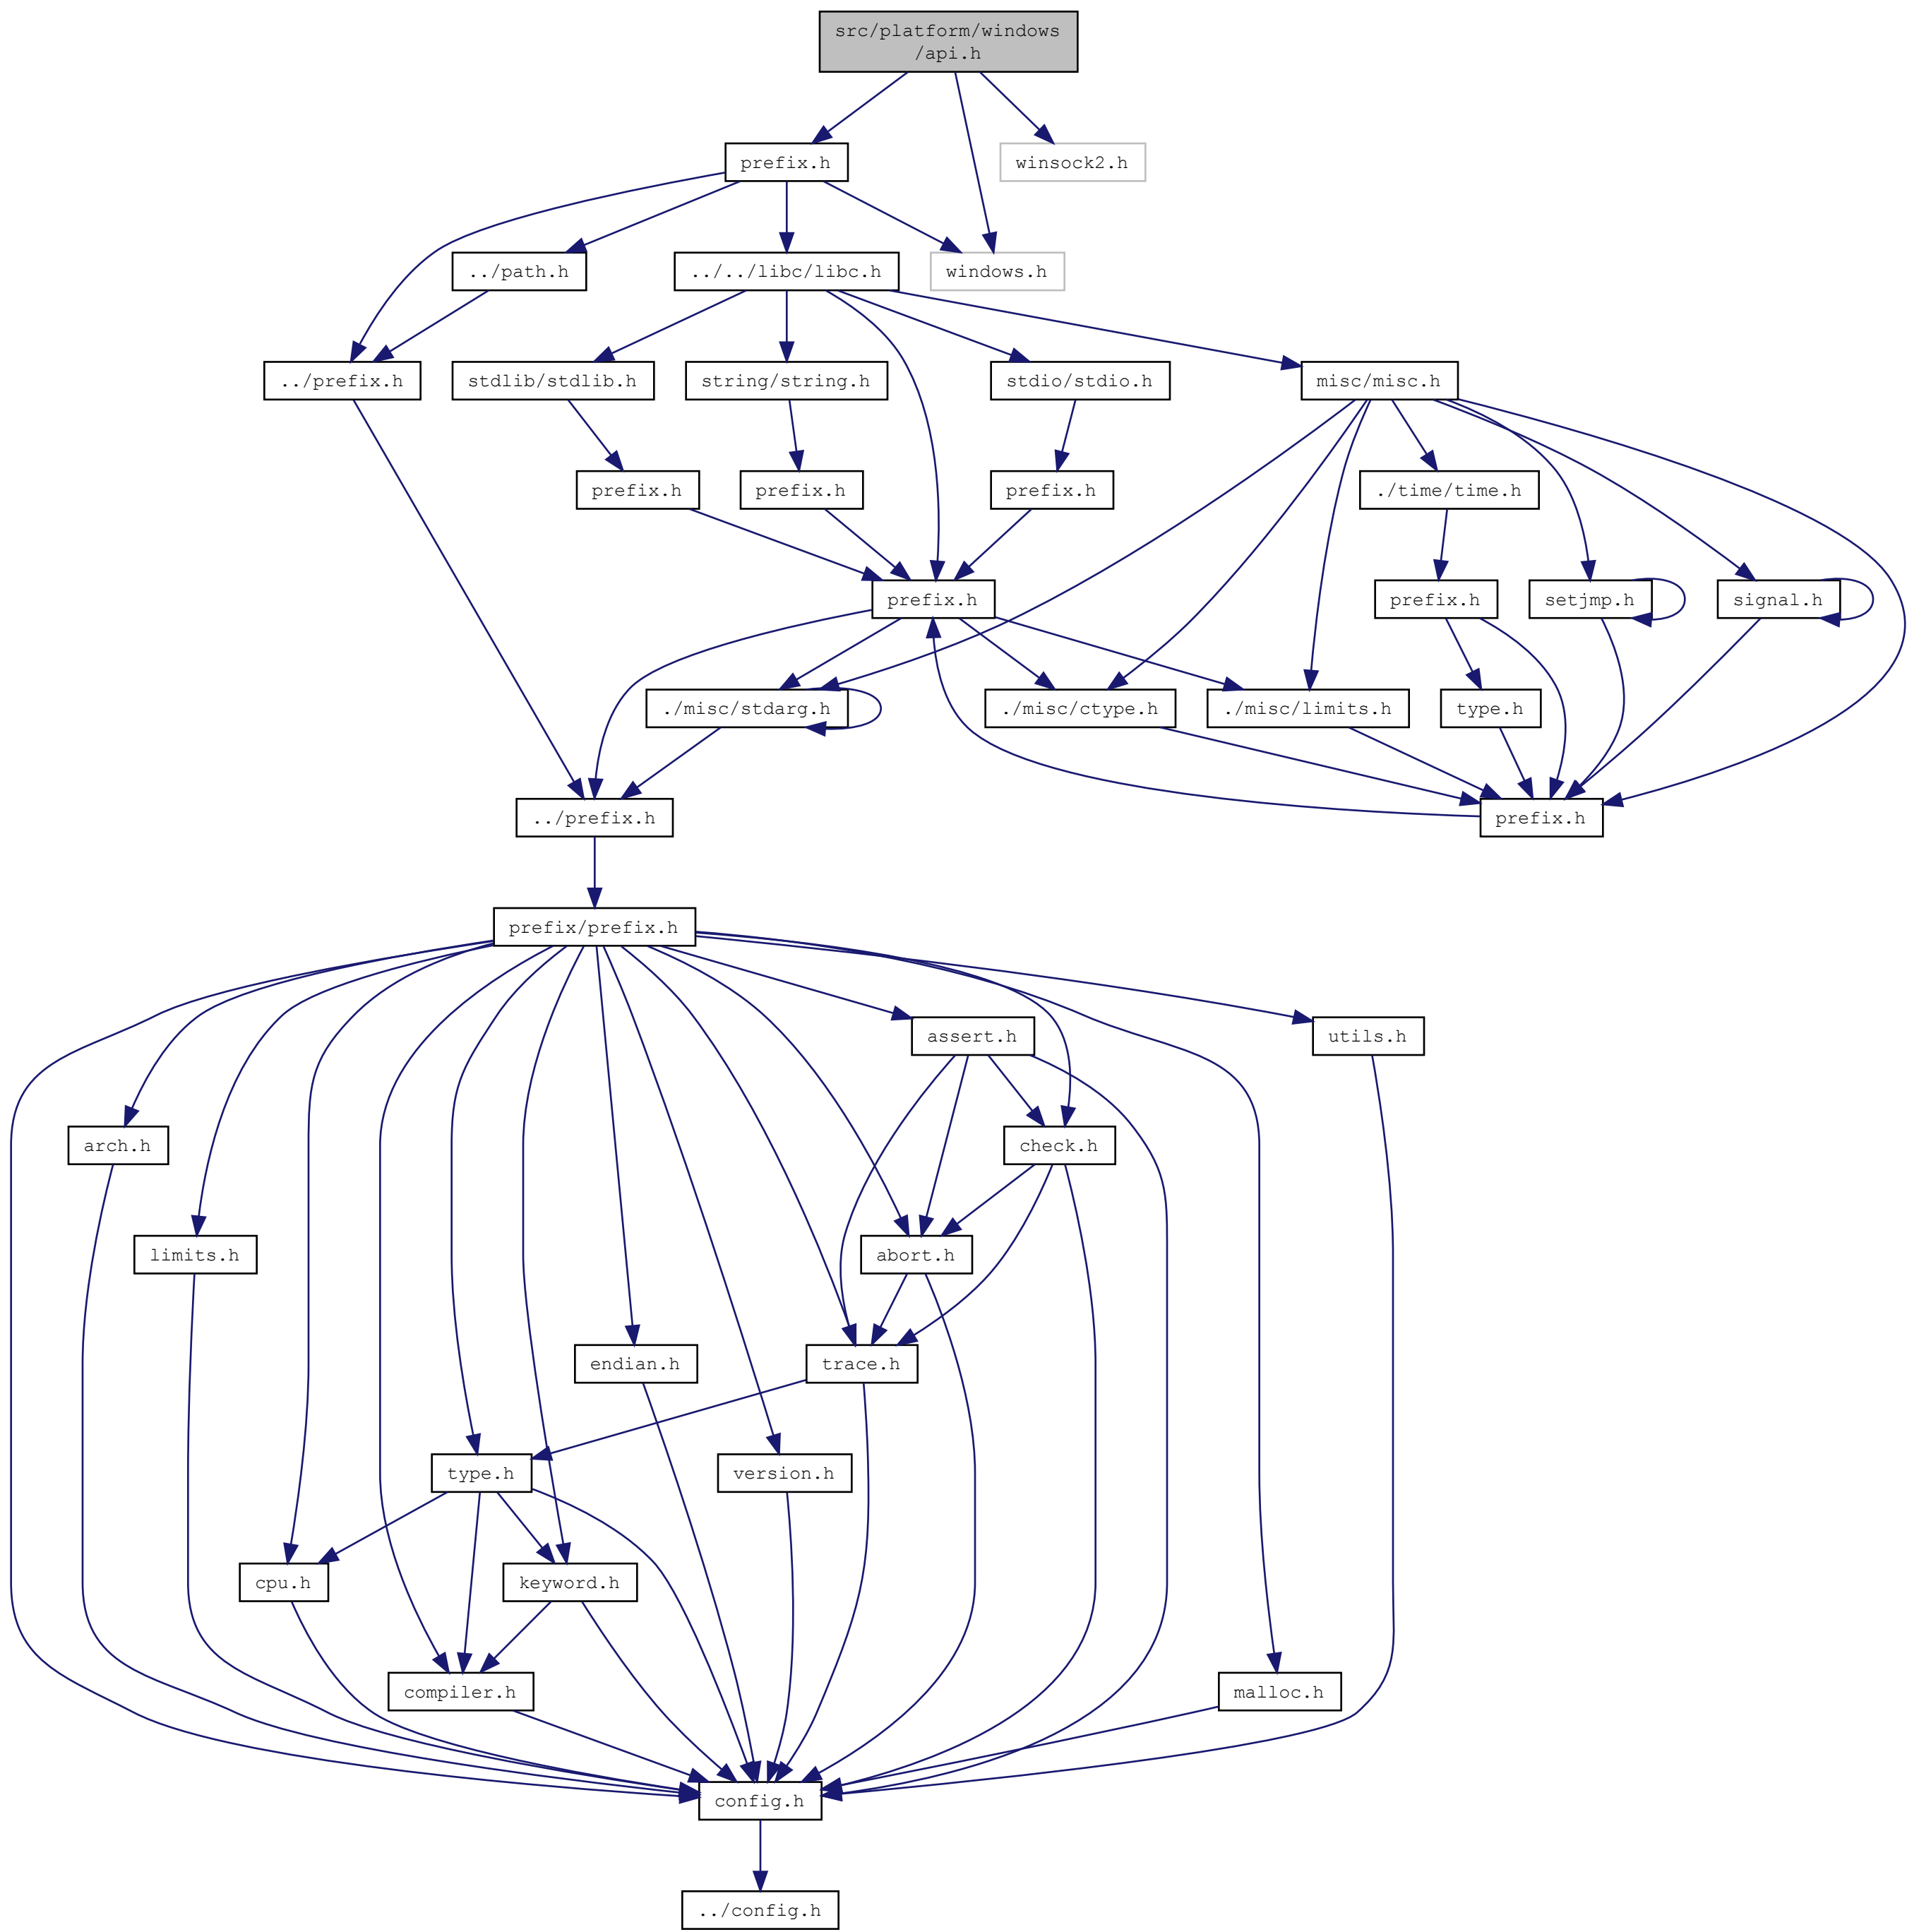 src/platform/windows
/api.h
prefix.h
winsock2.h
../path.h
../../libc/libc.h
windows.h
../prefix.h
stdlib/stdlib.h
string/string.h
stdio/stdio.h
misc/misc.h
prefix.h
prefix.h
prefix.h
./time/time.h
prefix.h
prefix.h
setjmp.h
signal.h
./misc/stdarg.h
./misc/ctype.h
./misc/limits.h
type.h
../prefix.h
prefix.h
prefix/prefix.h
assert.h
utils.h
arch.h
check.h
limits.h
abort.h
endian.h
trace.h
type.h
version.h
cpu.h
keyword.h
compiler.h
malloc.h
config.h
../config.h